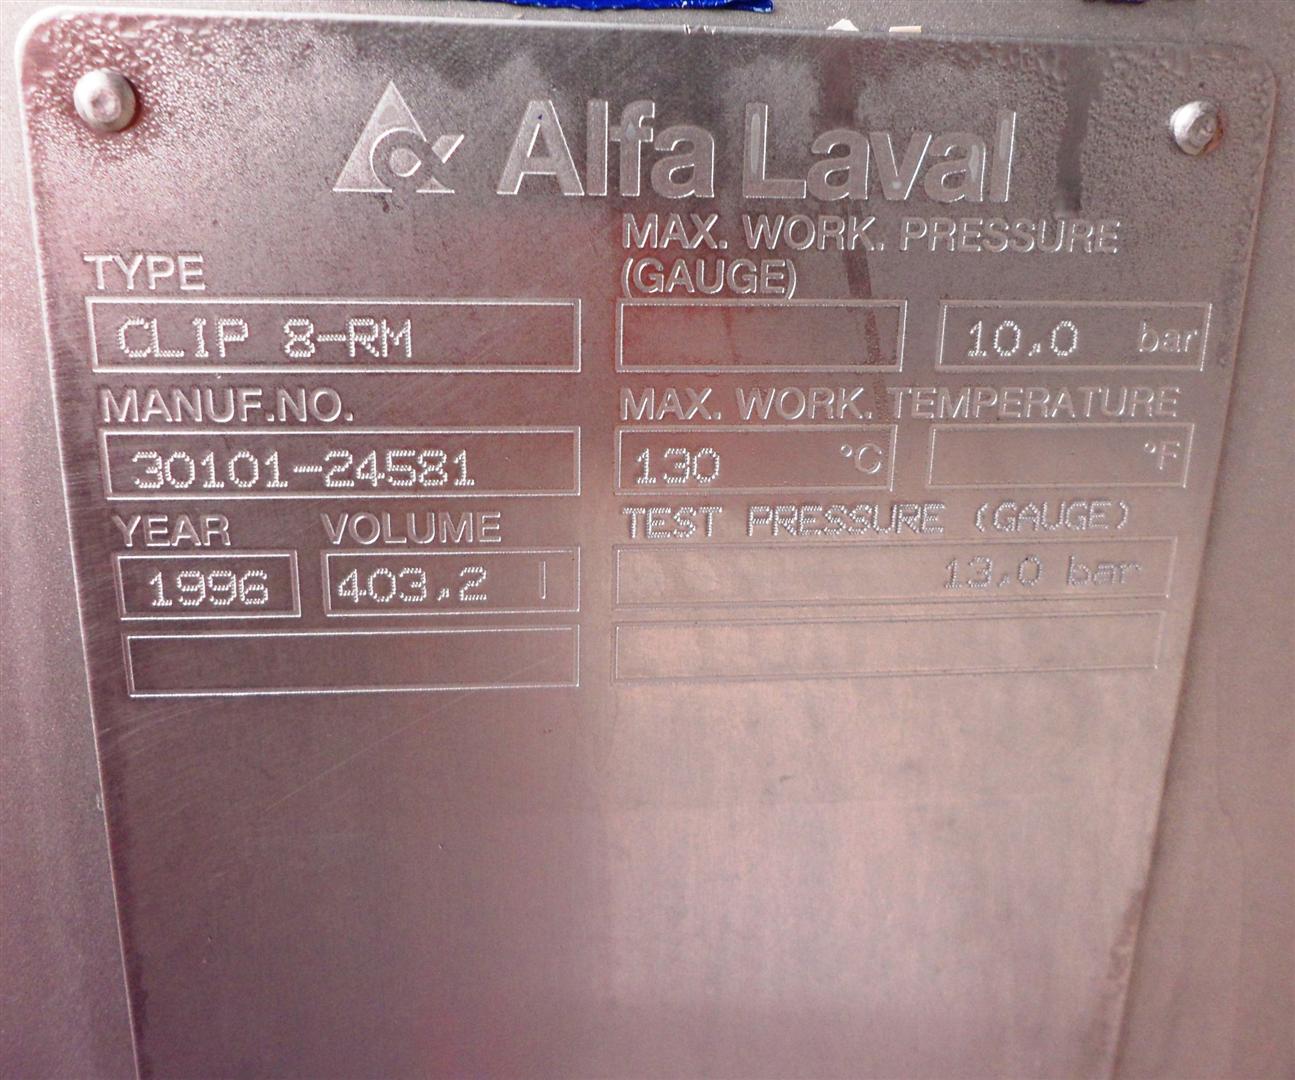 Alfa Laval
TYPE
CLIP 8-RM
MANUF.NO.
30101-24581
YEAR VOLUME
1996 403.2 l
MAX. WORK. PRESSURE
(GAUGE)
10.0 bar
MAX. WORK. TEMPERATURE
130 °C °F
TEST PRESSURE (GAUGE)
13.0 bar